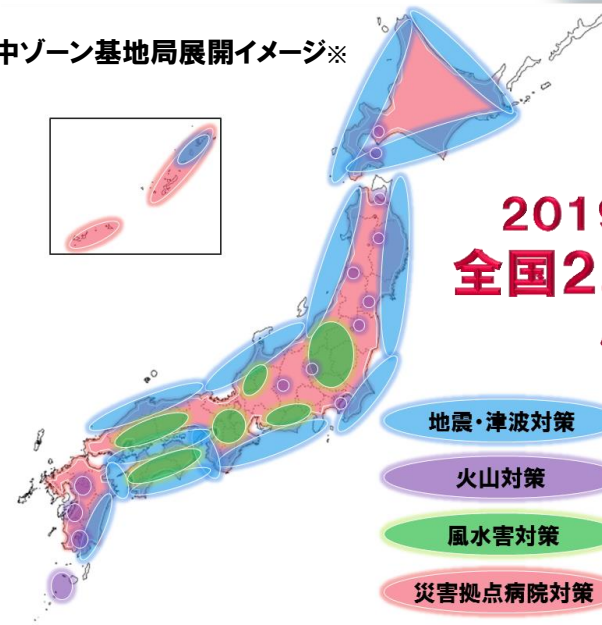 中ゾーン基地局展開イメージ※
2019
全国2
地震・津波対策
火山対策
風水害対策
災害拠点病院対策